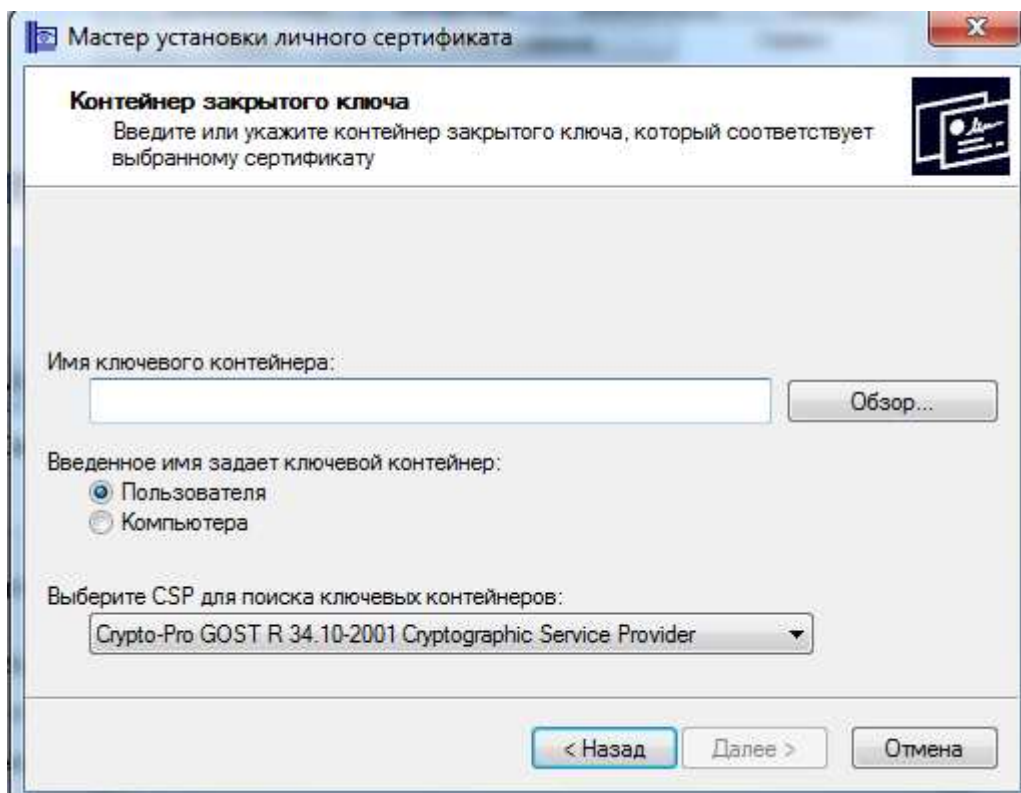 Мастер установки личного сертификата
Контейнер закрытого ключа
Введите или укажите контейнер закрытого ключа, который соответствует
выбранному сертификату
Имя ключевого контейнера:
Обзор...
Введенное имя задает ключевой контейнер:
Пользователя
Компьютера
Выберите CSP для поиска ключевых контейнеров:
Crypto-Pro GOST R 34.10-2001 Cryptographic Service Provider
< Назад
Далее >
Отмена